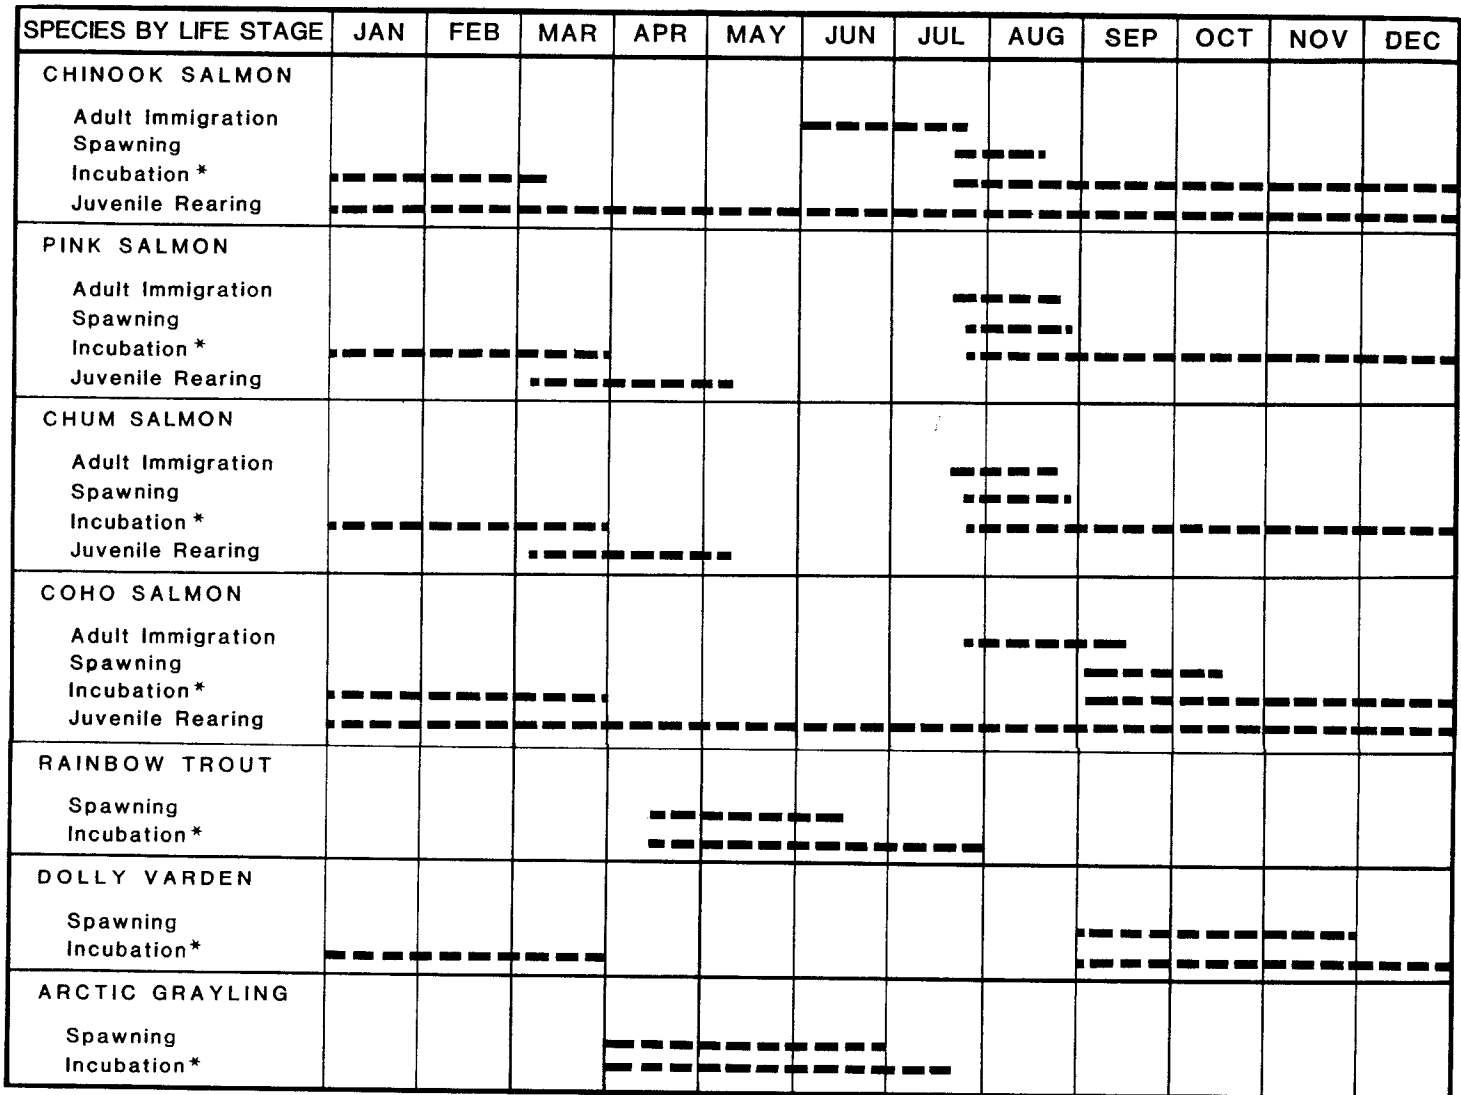 SPECIES BY LIFE STAGE JAN FEB MAR APR MAY JUN JUL AUG SEP OCT NOV DEC
CHINOOK SALMON
Adult Immigration
Spawning
Incubation *
Juvenile Rearing
PINK SALMON
Adult Immigration
Spawning
Incubation *
Juvenile Rearing
CHUM SALMON
Adult Immigration
Spawning
Incubation *
Juvenile Rearing
COHO SALMON
Adult Immigration
Spawning
Incubation *
Juvenile Rearing
RAINBOW TROUT
Spawning
Incubation *
DOLLY VARDEN
Spawning
Incubation *
ARCTIC GRAYLING
Spawning
Incubation *